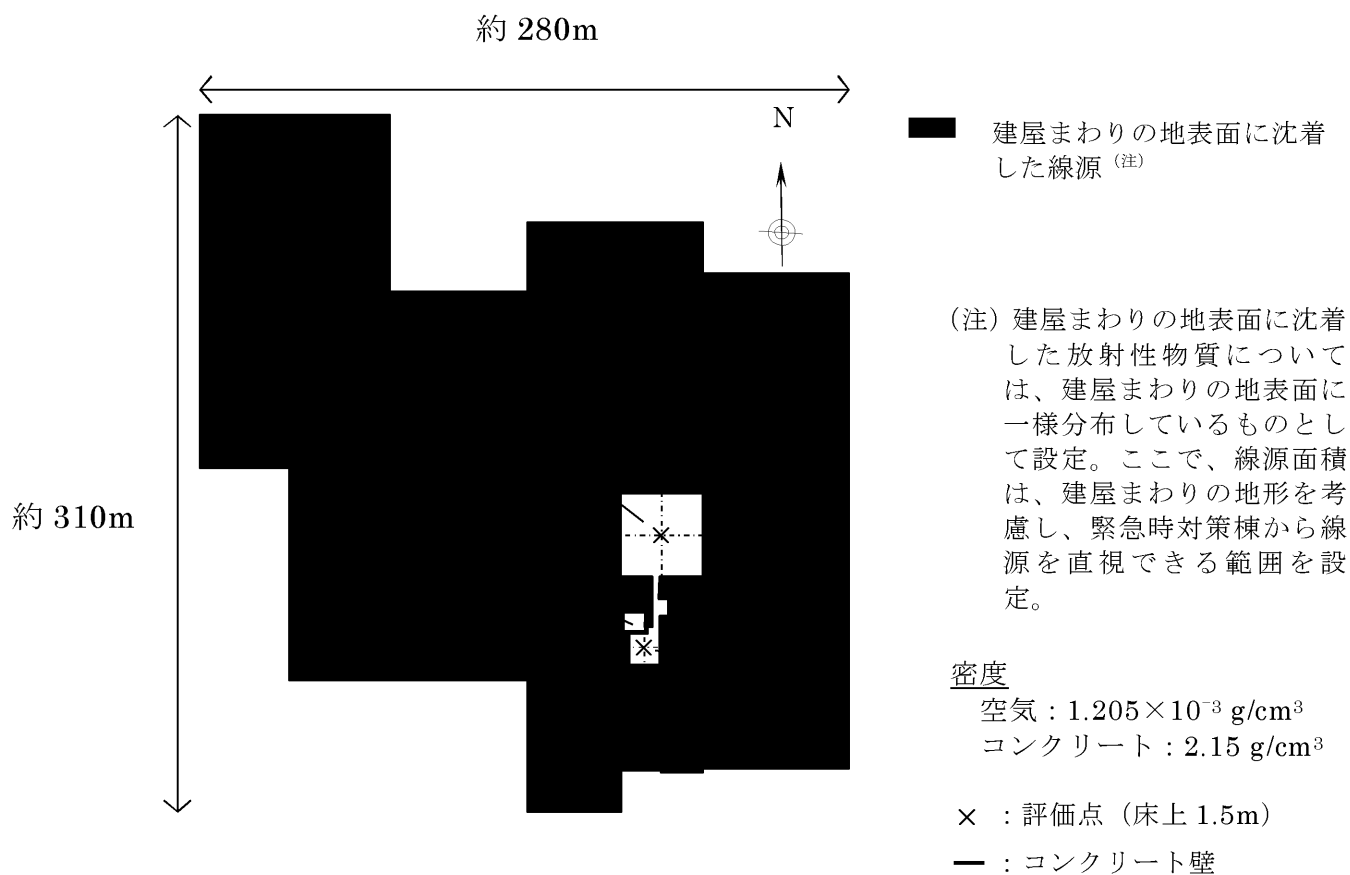 約 280m
N
建屋まわりの地表面に沈着
した線源 (注)
約 310m
(注) 建屋まわりの地表面に沈着
した放射性物質について
は、建屋まわりの地表面に
一様分布しているものとし
て設定。ここで、線源面積
は、建屋まわりの地形を考
慮し、緊急時対策棟から線
源を直視できる範囲を設
定。
密度
空気：1.205×10⁻³ g/cm³
コンクリート：2.15 g/cm³
× ：評価点（床上 1.5m）
：コンクリート壁